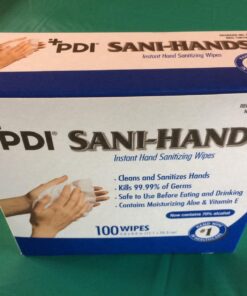 PDI SANI-HANDS
Instant Hand Sanitizing Wipes
PDI® SANI-HAND
Instant Hand Sanitizing Wipes
• Cleans and Sanitizes Hands
• Kills 99.99% of Germs
• Safe to Use Before Eating and Drinking
• Contains Moisturizing Aloe & Vitamin E
Now contains 70% alcohol
100 WIPES
#1